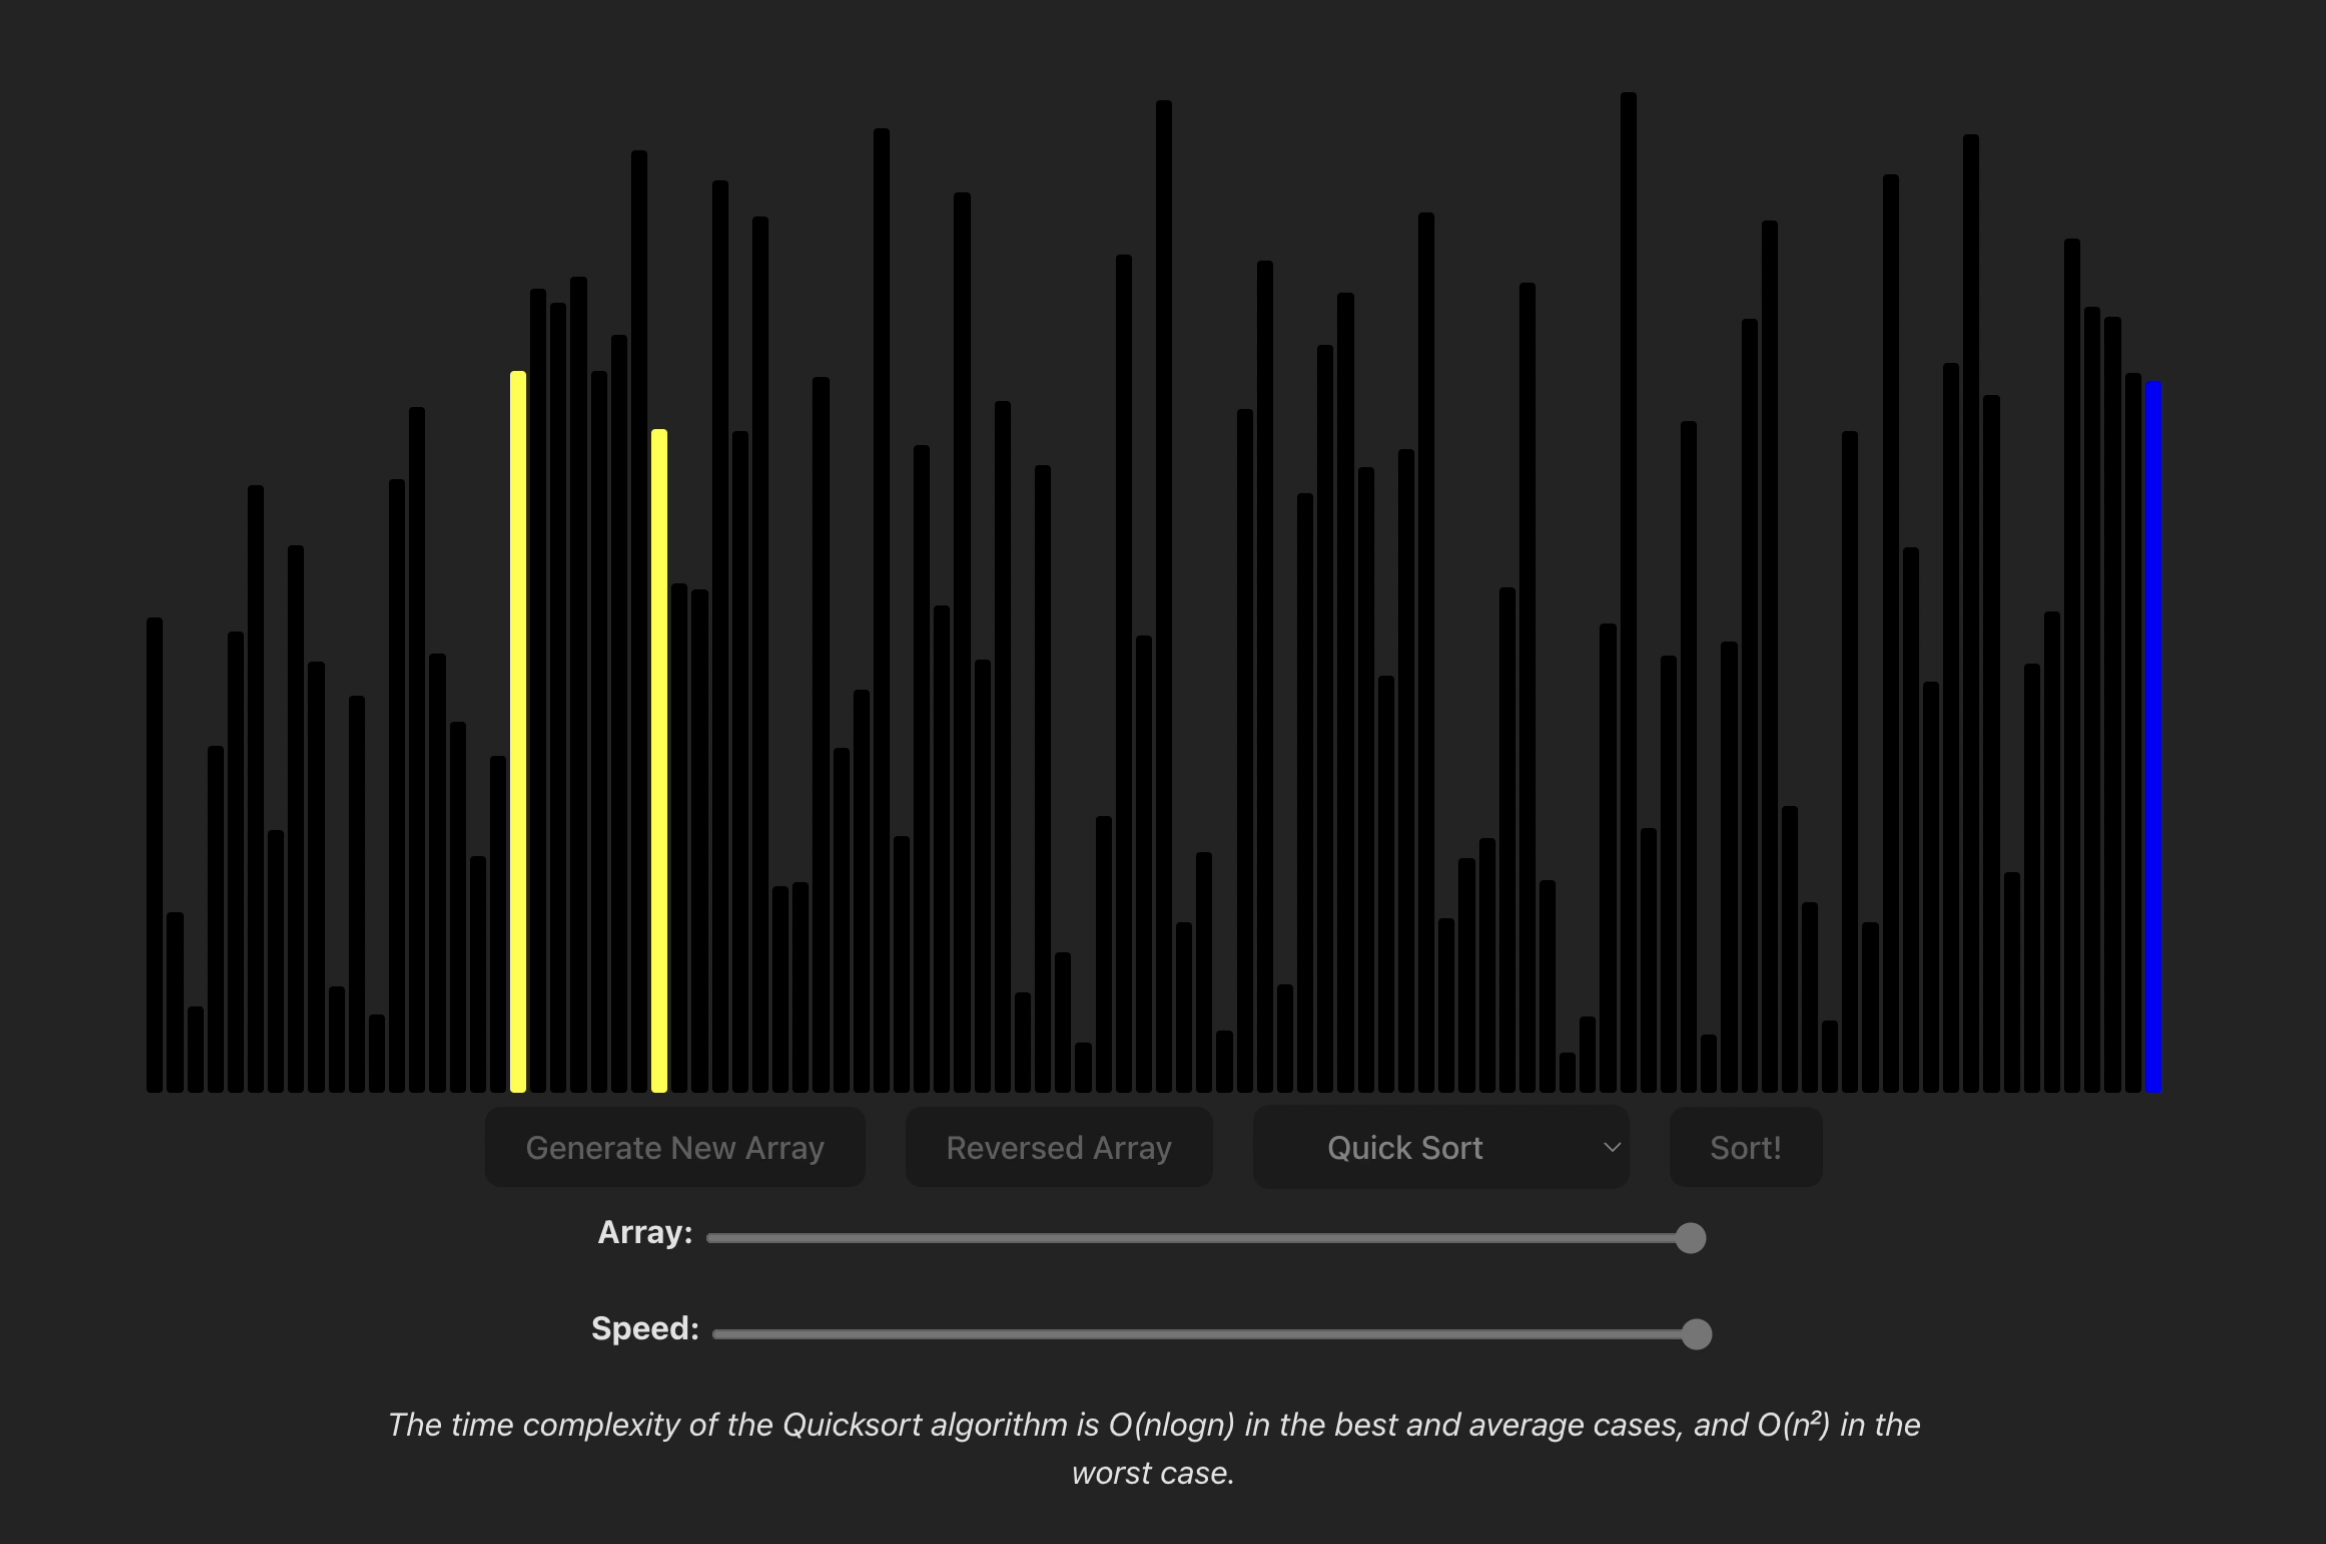 Generate New Array
Reversed Array
Quick Sort
Sort!
Array:
Speed:
The time complexity of the Quicksort algorithm is O(nlogn) in the best and average cases, and O(n²) in the
worst case.